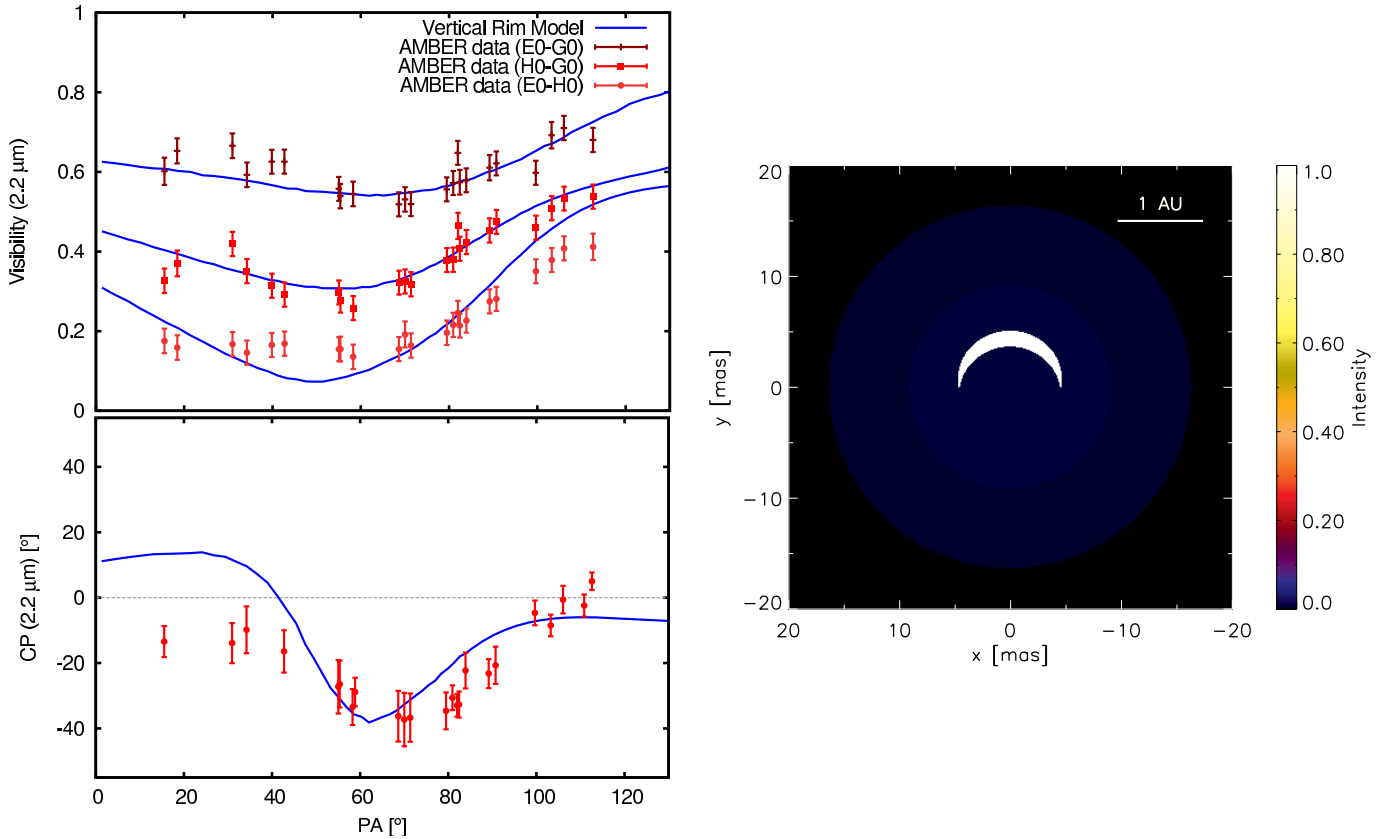 Vertical Rim Model
AMBER data (E0-G0)
AMBER data (H0-G0)
AMBER data (E0-H0)
1
0.8
0.6
0.4
0.2
0
Visibility (2.2 μm)
40
20
0
-20
-40
CP (2.2 μm) [°]
0 20 40 60 80 100 120
PA [°]
1 AU
20
10
0
−10
−20
y [mas]
20 10 0 −10 −20
x [mas]
1.0
0.80
0.60
0.40
0.20
0.0
Intensity